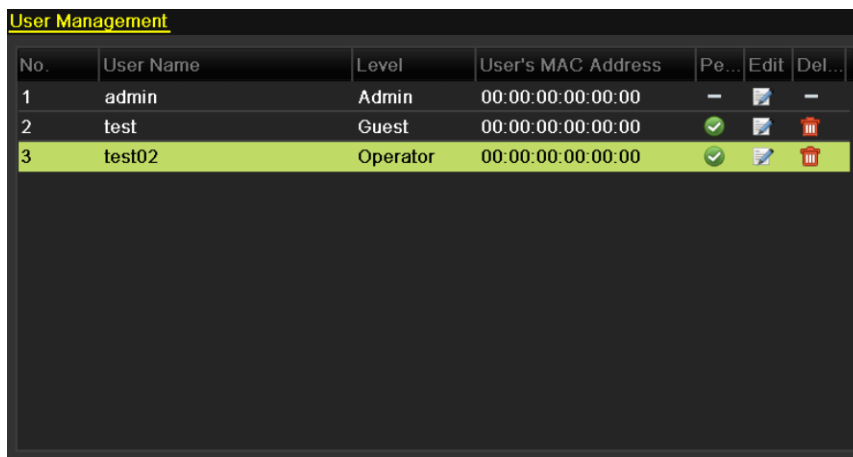 User Management
No. User Name Level User's MAC Address Pe... Edit Del...
1 admin Admin 00:00:00:00:00:00 – –
2 test Guest 00:00:00:00:00:00
3 test02 Operator 00:00:00:00:00:00